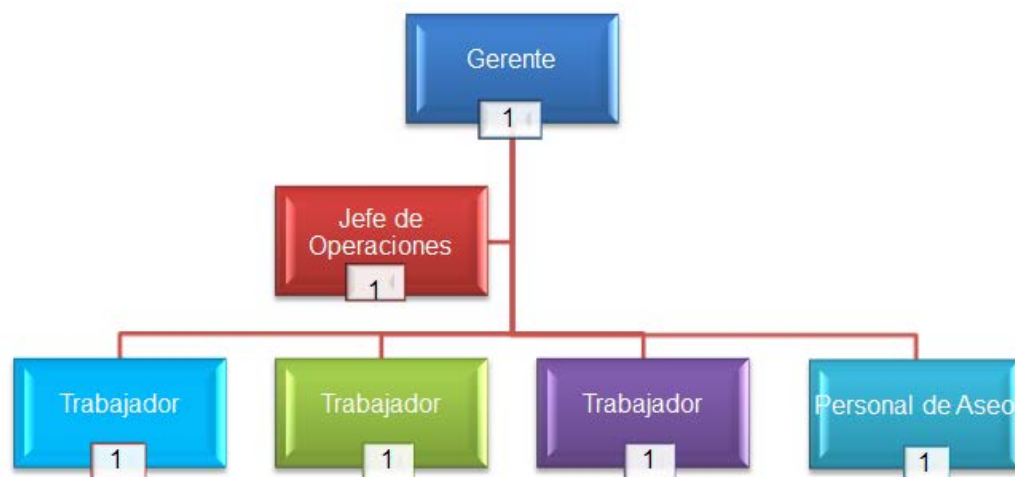 Gerente
1
Jefe de
Operaciones
1
Trabajador
1
Trabajador
1
Trabajador
1
Personal de Aseo
1